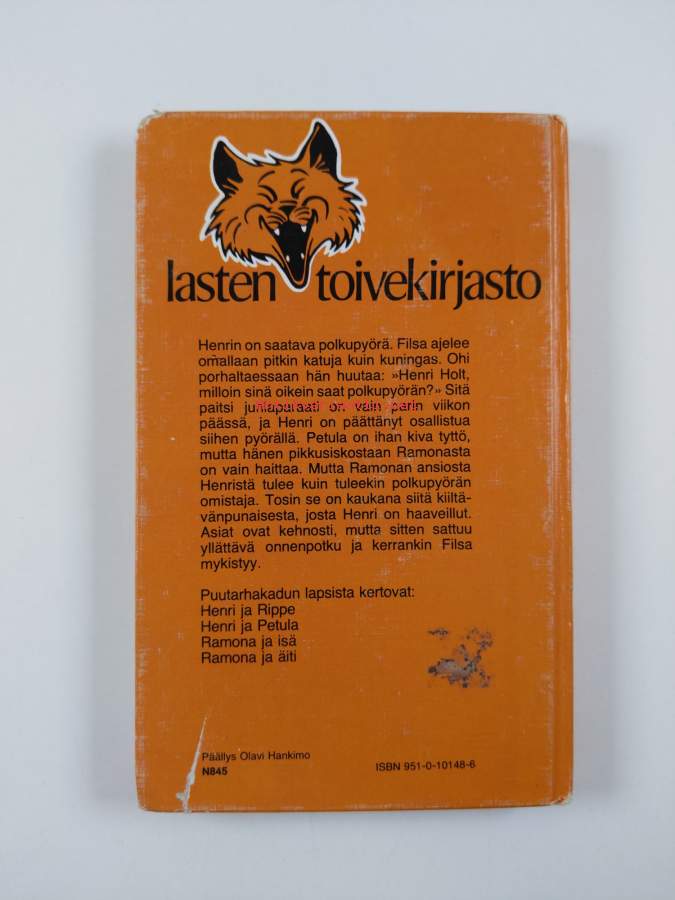 lasten toivekirjasto
Henrin on saatava polkupyörä. Filsa ajelee
omallaan pitkin katuja kuin kuningas. Ohi
porhaltaessaan hän huutaa: »Henri Holt,
milloin sinä oikein saat polkupyörän?» Sitä
paitsi juhlaparaati on vain parin viikon
päässä, ja Henri on päättänyt osallistua
siihen pyörällä. Petula on ihan kiva tyttö,
mutta hänen pikkusiskostaan Ramonasta
on vain haittaa. Mutta Ramonan ansiosta
Henristä tulee kuin tuleekin polkupyörän
omistaja. Tosin se on kaukana siitä kiiltä-
vänpunaisesta, josta Henri on haaveillut.
Asiat ovat kehnosti, mutta sitten sattuu
yllättävä onnenpotku ja kerrankin Filsa
mykistyy.
Puutarhakadun lapsista kertovat:
Henri ja Rippe
Henri ja Petula
Ramona ja isä
Ramona ja äiti
Päällys Olavi Hankimo
N845
ISBN 951-0-10148-6